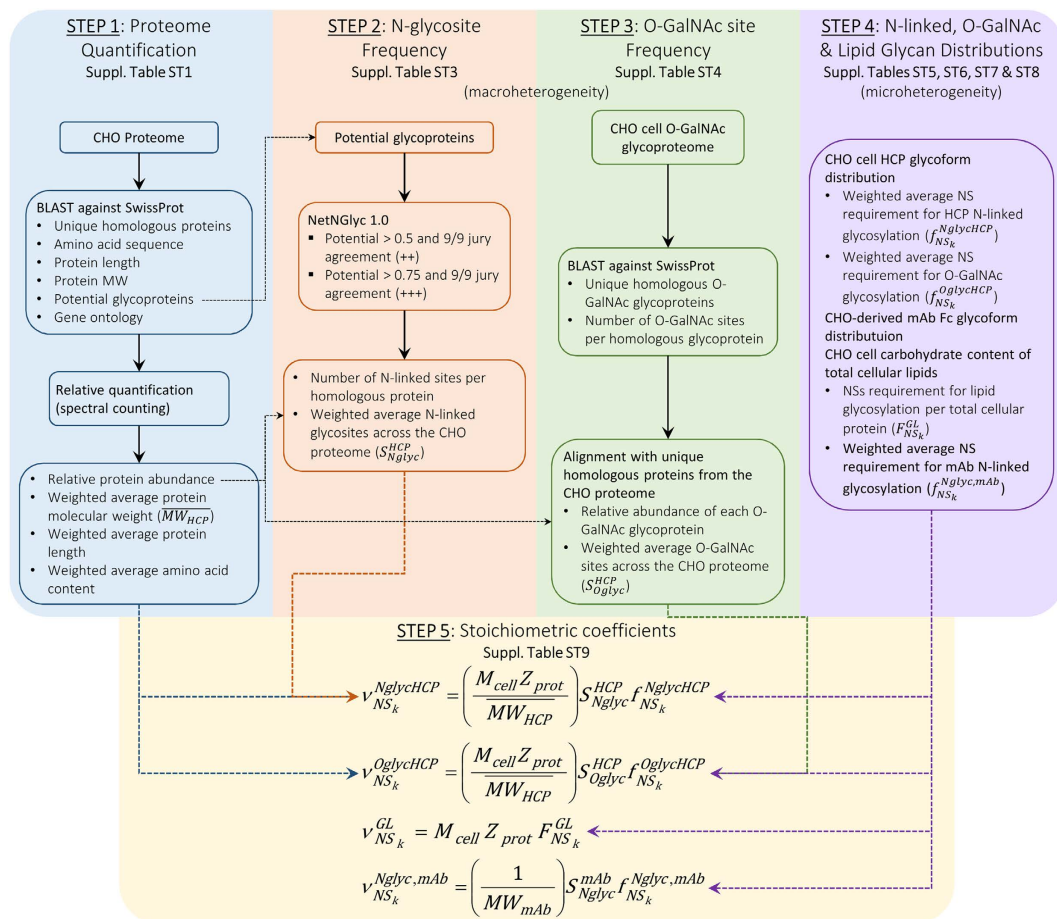 STEP 1: Proteome
Quantification
Suppl. Table ST1
STEP 2: N-glycosite
Frequency
Suppl. Table ST3
STEP 3: O-GalNAc site
Frequency
Suppl. Table ST4
(macroheterogeneity)
STEP 4: N-linked, O-GalNAc
& Lipid Glycan Distributions
Suppl. Tables ST5, ST6, ST7 & ST8
(microheterogeneity)
CHO Proteome
BLAST against SwissProt
• Unique homologous proteins
• Amino acid sequence
• Protein length
• Protein MW
• Potential glycoproteins
• Gene ontology
Relative quantification
(spectral counting)
• Relative protein abundance
• Weighted average protein
molecular weight (\overline{MW_{HCP}})
• Weighted average protein
length
• Weighted average amino acid
content
Potential glycoproteins
NetNGlyc 1.0
▪ Potential > 0.5 and 9/9 jury
agreement (++)
▪ Potential > 0.75 and 9/9 jury
agreement (+++)
• Number of N-linked sites per
homologous protein
• Weighted average N-linked
glycosites across the CHO
proteome (S_{Nglyc}^{HCP})
CHO cell O-GalNAc
glycoproteome
BLAST against SwissProt
• Unique homologous O-
GalNAc glycoproteins
• Number of O-GalNAc sites
per homologous glycoprotein
Alignment with unique
homologous proteins from the
CHO proteome
• Relative abundance of each O-
GalNAc glycoprotein
• Weighted average O-GalNAc
sites across the CHO proteome
(S_{Oglyc}^{HCP})
CHO cell HCP glycoform
distribution
• Weighted average NS
requirement for HCP N-linked
glycosylation (f_{NS_k}^{NglycHCP})
• Weighted average NS
requirement for O-GalNAc
glycosylation (f_{NS_k}^{OglycHCP})
CHO-derived mAb Fc glycoform
distributuion
CHO cell carbohydrate content of
total cellular lipids
• NSs requirement for lipid
glycosylation per total cellular
protein (F_{NS_k}^{GL})
• Weighted average NS
requirement for mAb N-linked
glycosylation (f_{NS_k}^{Nglyc,mAb})
STEP 5: Stoichiometric coefficients
Suppl. Table ST9
ν_{NS_k}^{NglycHCP} = \left(\frac{M_{cell} Z_{prot}}{\overline{MW_{HCP}}}\right) S_{Nglyc}^{HCP} f_{NS_k}^{NglycHCP}
ν_{NS_k}^{OglycHCP} = \left(\frac{M_{cell} Z_{prot}}{\overline{MW_{HCP}}}\right) S_{Oglyc}^{HCP} f_{NS_k}^{OglycHCP}
ν_{NS_k}^{GL} = M_{cell} Z_{prot} F_{NS_k}^{GL}
ν_{NS_k}^{Nglyc,mAb} = \left(\frac{1}{MW_{mAb}}\right) S_{Nglyc}^{mAb} f_{NS_k}^{Nglyc,mAb}